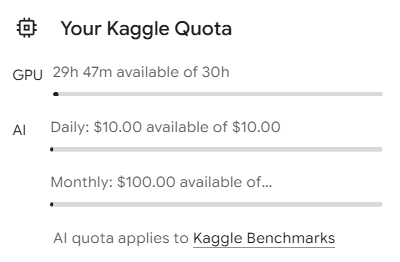 Your Kaggle Quota
GPU 29h 47m available of 30h
AI Daily: $10.00 available of $10.00
Monthly: $100.00 available of...
AI quota applies to Kaggle Benchmarks